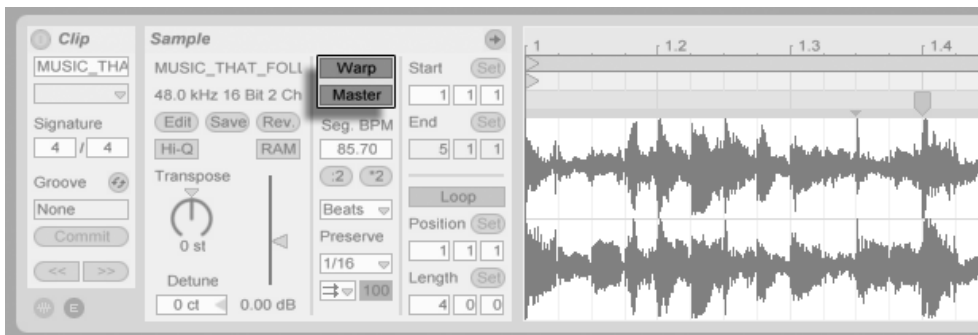 Clip
MUSIC_THA
Signature
4 / 4
Groove
None
Commit
<< >>
E
Sample
MUSIC_THAT_FOLL
48.0 kHz 16 Bit 2 Ch
Edit Save Rev.
Hi-Q RAM
Transpose
0 st
Detune
0 ct 0.00 dB
Warp
Master
Seg. BPM
85.70
:2 *2
Beats
Preserve
1/16
100
Start Set
1 1 1
End Set
5 1 1
Loop
Position Set
1 1 1
Length Set
4 0 0
1 1.2 1.3 1.4